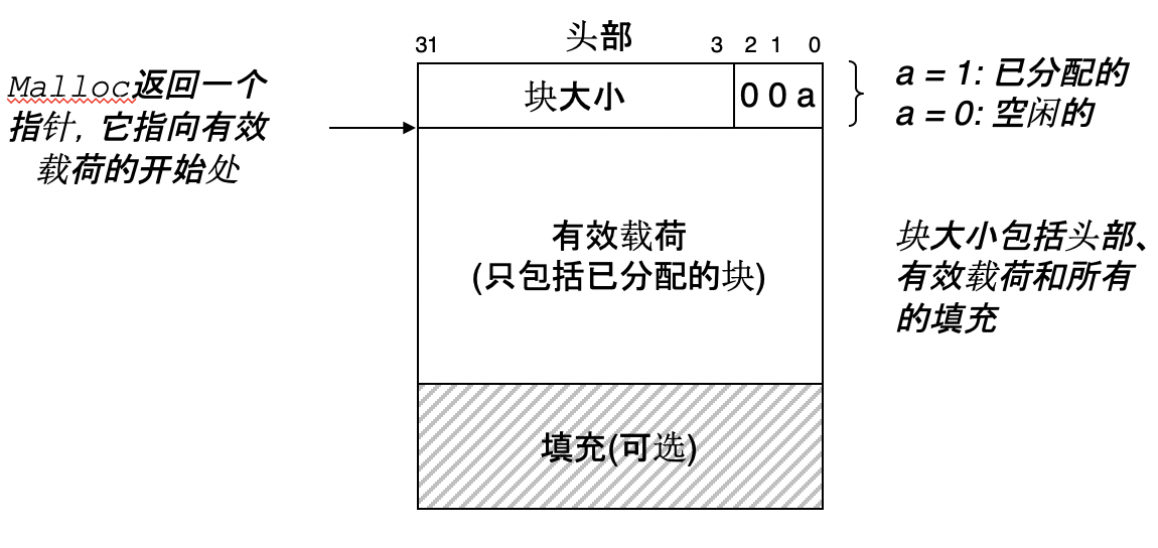 31 头部 3 2 1 0
Malloc返回一个
指针, 它指向有效
载荷的开始处
块大小 0 0 a
a = 1: 已分配的
a = 0: 空闲的
有效载荷
(只包括已分配的块)
块大小包括头部、
有效载荷和所有
的填充
填充(可选)